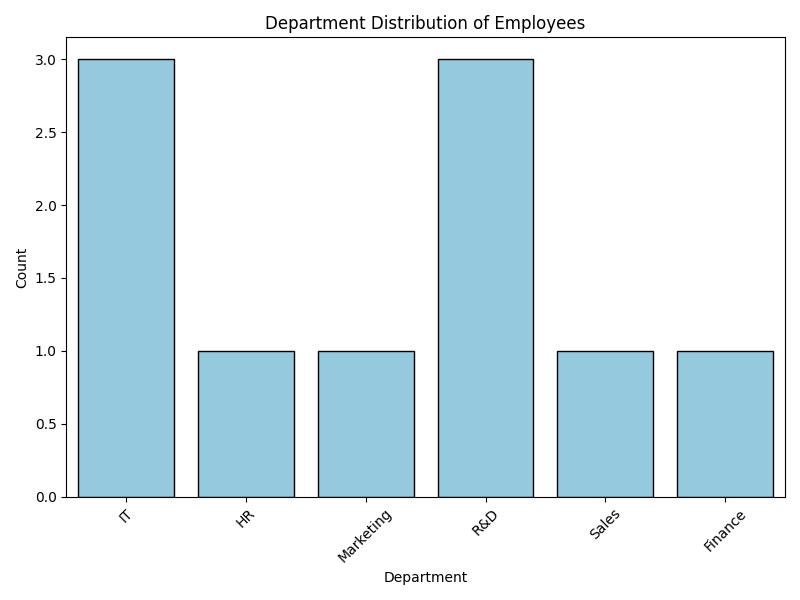 Department Distribution of Employees
3.0
2.5
2.0
1.5
1.0
0.5
0.0
Count
IT
HR
Marketing
R&D
Sales
Finance
Department